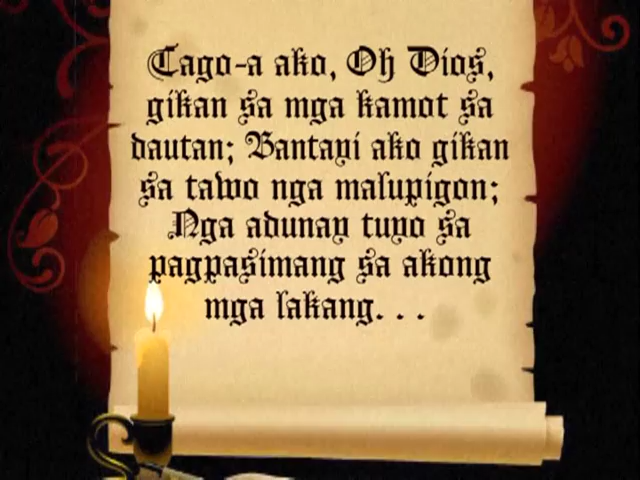 Cago-a ako, Oh Dios,
gikan sa mga kamot sa
dautan; Bantayi ako gikan
sa tawo nga malupigon;
Nga adunay tuyo sa
pagpasimang sa akong
mga lakang. . .